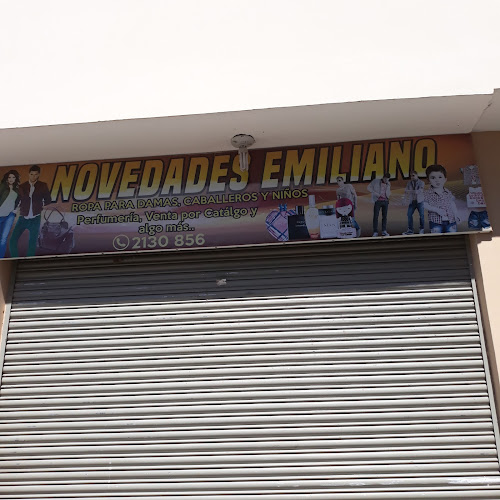 NOVEDADES EMILIANO
ROPA PARA DAMAS, CABALLEROS Y NIÑOS
Perfumería, Venta por Catálgo y
algo más..
2130 856